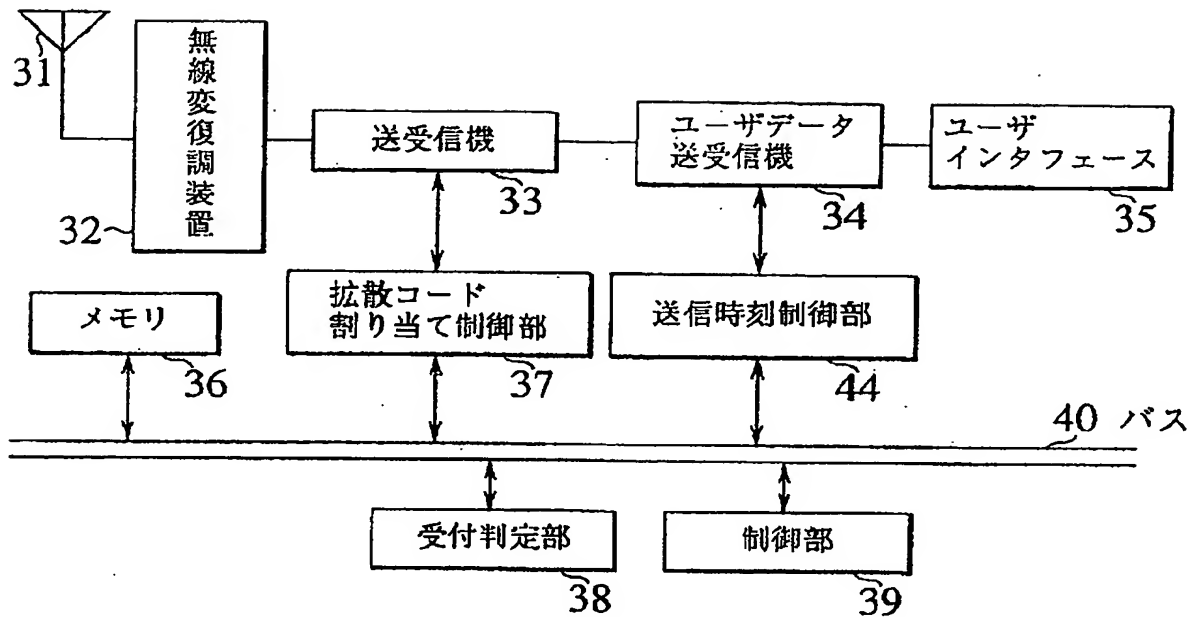 31
無線変復調装置
32
送受信機
33
ユーザデータ
送受信機
34
ユーザ
インタフェース
35
メモリ
36
拡散コード
割り当て制御部
37
送信時刻制御部
44
40 バス
受付判定部
38
制御部
39